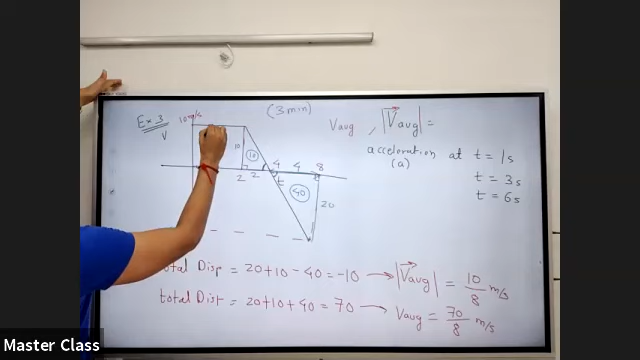 Ex 3
(3 min)
10 m/s
V
Vavg , |Vavg| =
acceleration at t = 1s
(a)
t = 3s
t = 6s
10
10
2
2
4
t
4
8
40
20
total Disp = 20+10-40=-10 → |Vavg| = 10/8 m/s
total Dist = 20+10+40=70 → Vavg = 70/8 m/s
Master Class